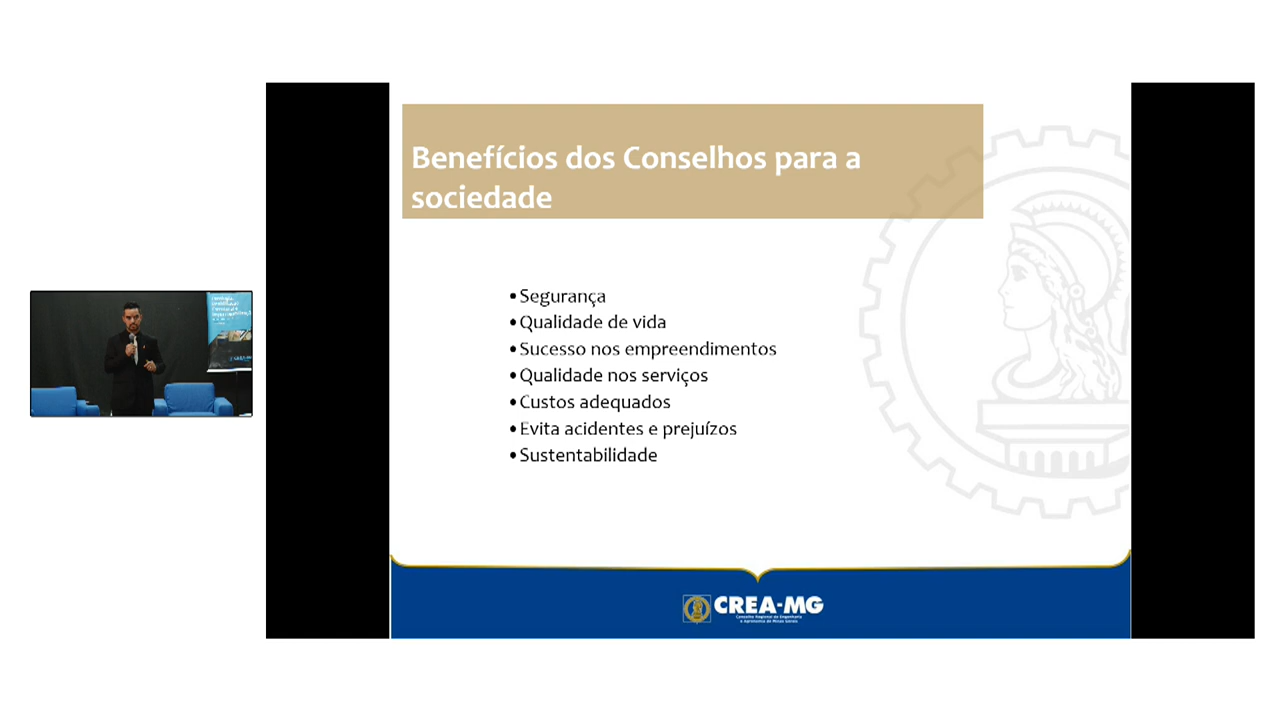 Benefícios dos Conselhos para a
sociedade
•Segurança
•Qualidade de vida
•Sucesso nos empreendimentos
•Qualidade nos serviços
•Custos adequados
•Evita acidentes e prejuízos
•Sustentabilidade
CREA-MG
Conselho Regional de Engenharia
e Agronomia de Minas Gerais